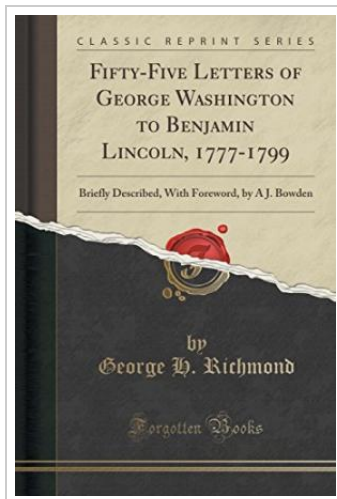 CLASSIC REPRINT SERIES
FIFTY-FIVE LETTERS OF
GEORGE WASHINGTON
TO BENJAMIN
LINCOLN, 1777-1799
Briefly Described, With Foreword, by A J. Bowden
by
George H. Richmond
Forgotten Books